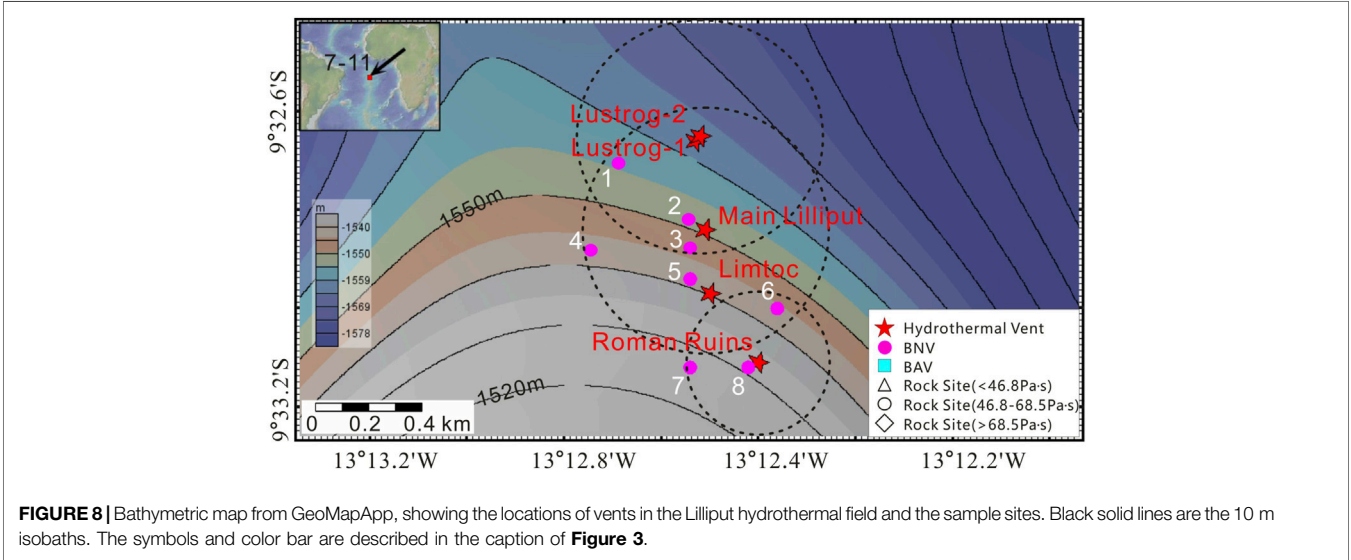 7-11
9°32.6'S
9°33.2'S
Lustrog-2
Lustrog-1
1
1550m
2
Main Lilliput
3
4
5
Limtoc
6
m
-1540
-1550
-1559
-1569
-1578
Roman Ruins
7
8
1520m
0 0.2 0.4 km
Hydrothermal Vent
BNV
BAV
Rock Site(<46.8Pa·s)
Rock Site(46.8-68.5Pa·s)
Rock Site(>68.5Pa·s)
13°13.2'W 13°12.8'W 13°12.4'W 13°12.2'W
FIGURE 8 | Bathymetric map from GeoMapApp, showing the locations of vents in the Lilliput hydrothermal field and the sample sites. Black solid lines are the 10 m
isobaths. The symbols and color bar are described in the caption of Figure 3.